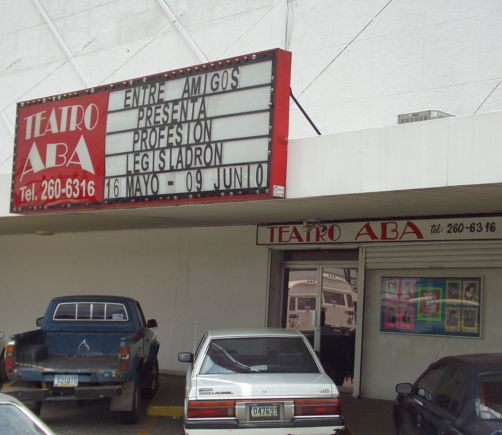 TEATRO
ABA
Tel. 260-6316
ENTRE AMIGOS
PRESENTA
PROFESION
LEGISLADRON
16 MAYO - 09 JUNIO
TEATRO ABA tel: 260-6316